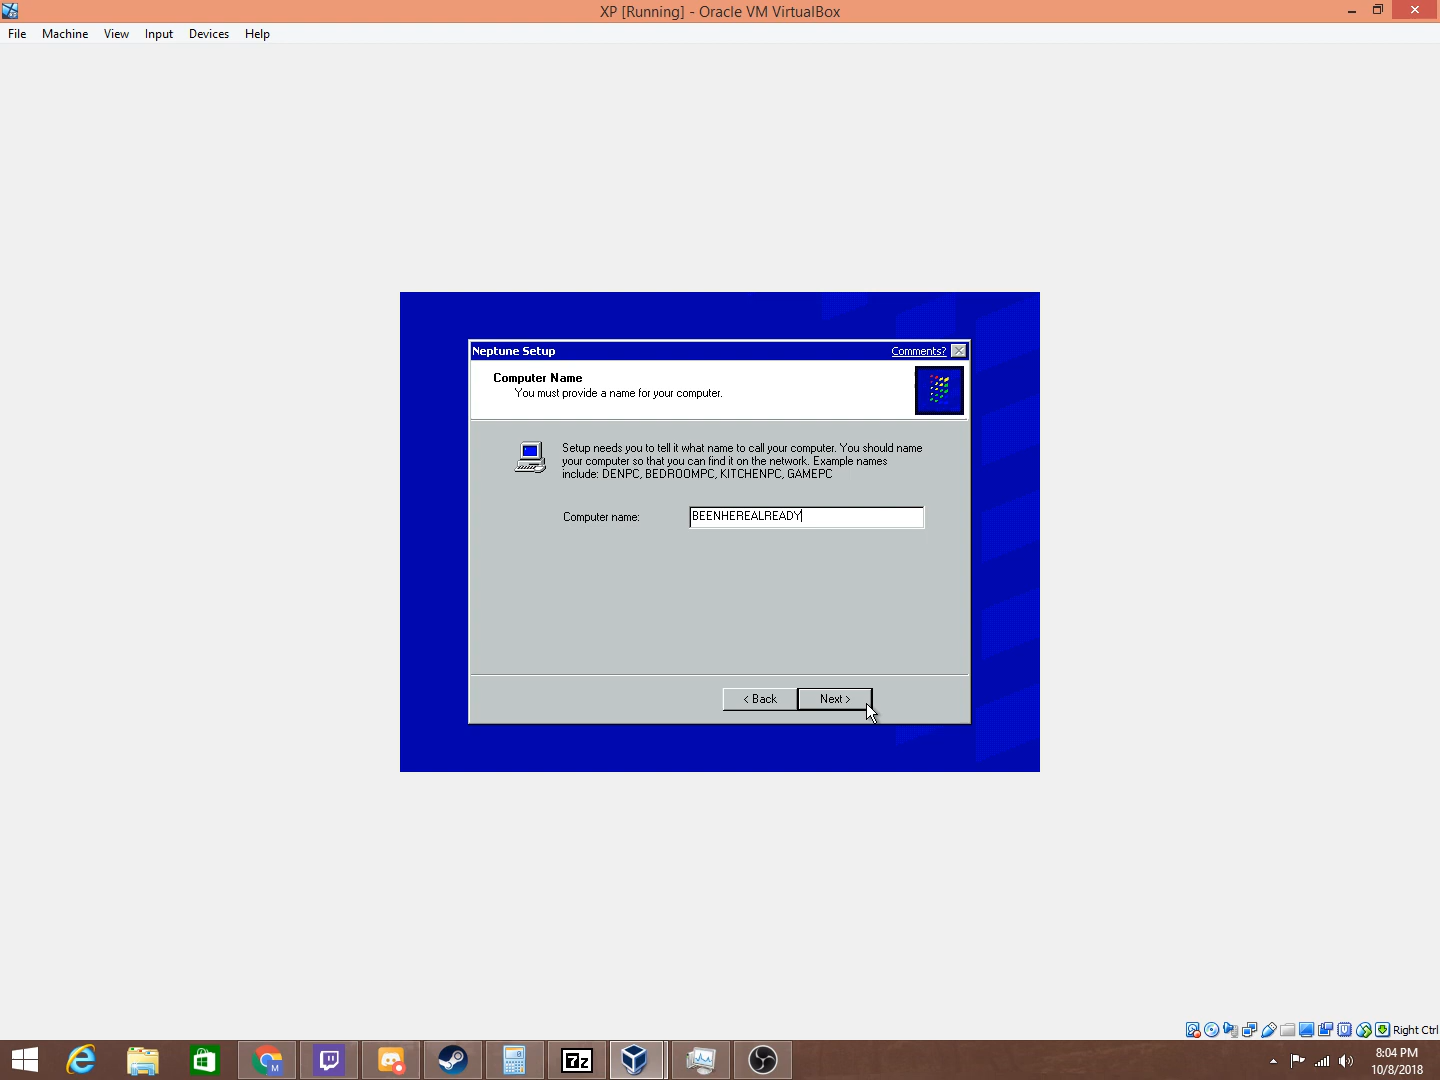 XP [Running] - Oracle VM VirtualBox
File Machine View Input Devices Help
Neptune Setup Comments?
Computer Name
You must provide a name for your computer.
Setup needs you to tell it what name to call your computer. You should name
your computer so that you can find it on the network. Example names
include: DENPC, BEDROOMPC, KITCHENPC, GAMEPC
Computer name: BEENHEREALREADY
< Back Next >
Right Ctrl
M
7z
8:04 PM
10/8/2018